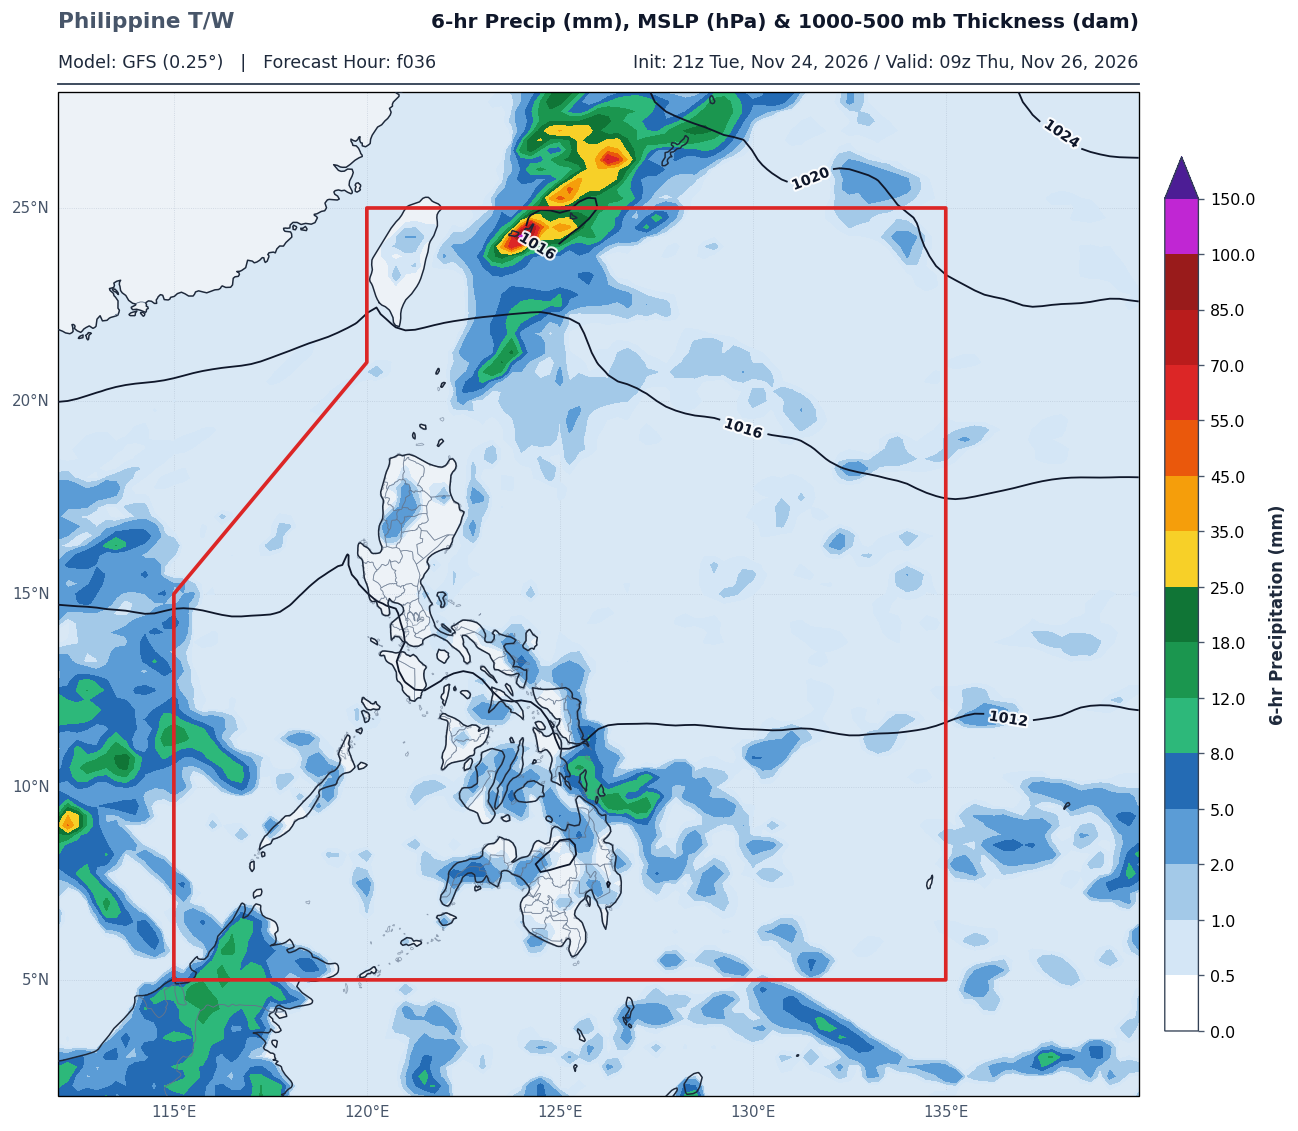 Philippine T/W
6-hr Precip (mm), MSLP (hPa) & 1000-500 mb Thickness (dam)
Model: GFS (0.25°) | Forecast Hour: f036
Init: 21z Tue, Nov 24, 2026 / Valid: 09z Thu, Nov 26, 2026
1024
1020
1016
1016
1012
25°N
20°N
15°N
10°N
5°N
115°E
120°E
125°E
130°E
135°E
150.0
100.0
85.0
70.0
55.0
45.0
35.0
25.0
18.0
12.0
8.0
5.0
2.0
1.0
0.5
0.0
6-hr Precipitation (mm)